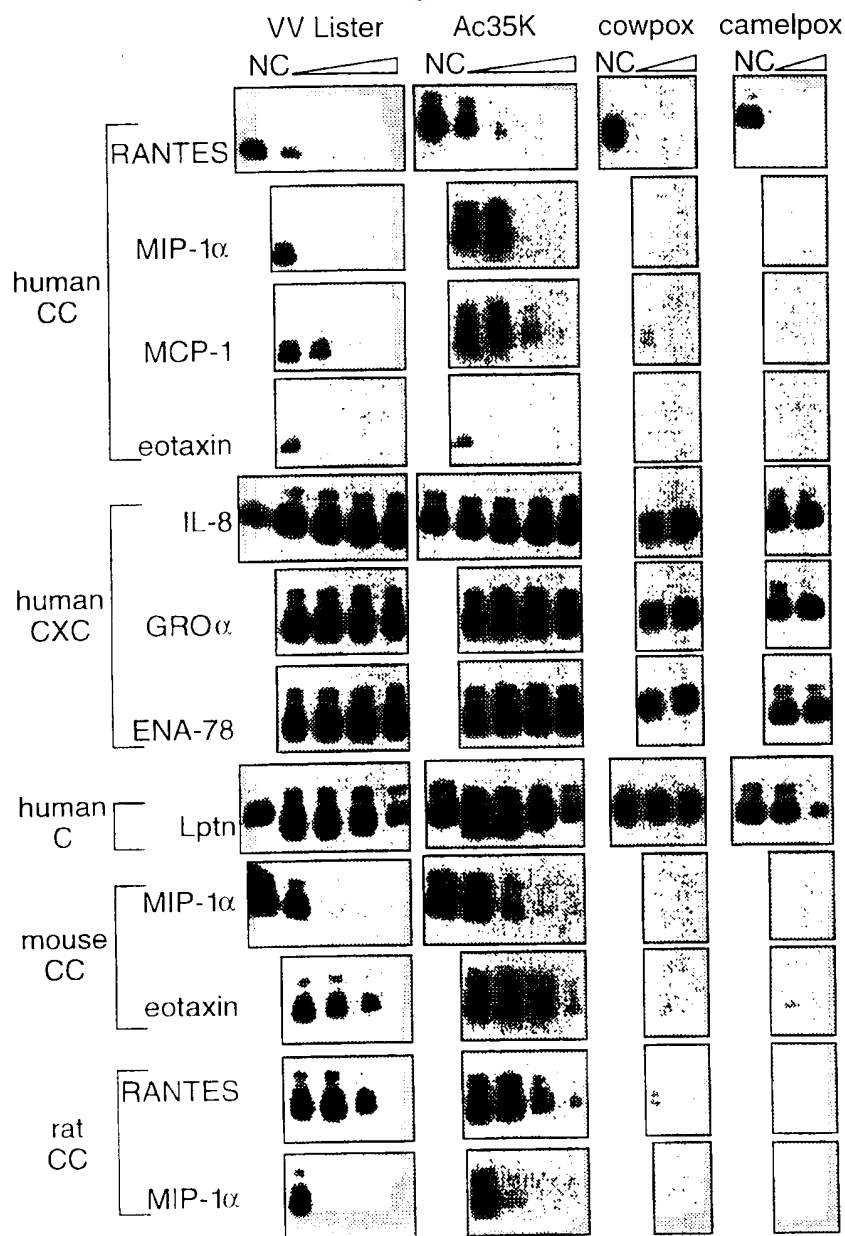 VV Lister Ac35K cowpox camelpox
NC NC NC NC
RANTES
MIP-1α
human
CC
MCP-1
eotaxin
IL-8
human
CXC
GROα
ENA-78
human
C
Lptn
MIP-1α
mouse
CC
eotaxin
RANTES
rat
CC
MIP-1α